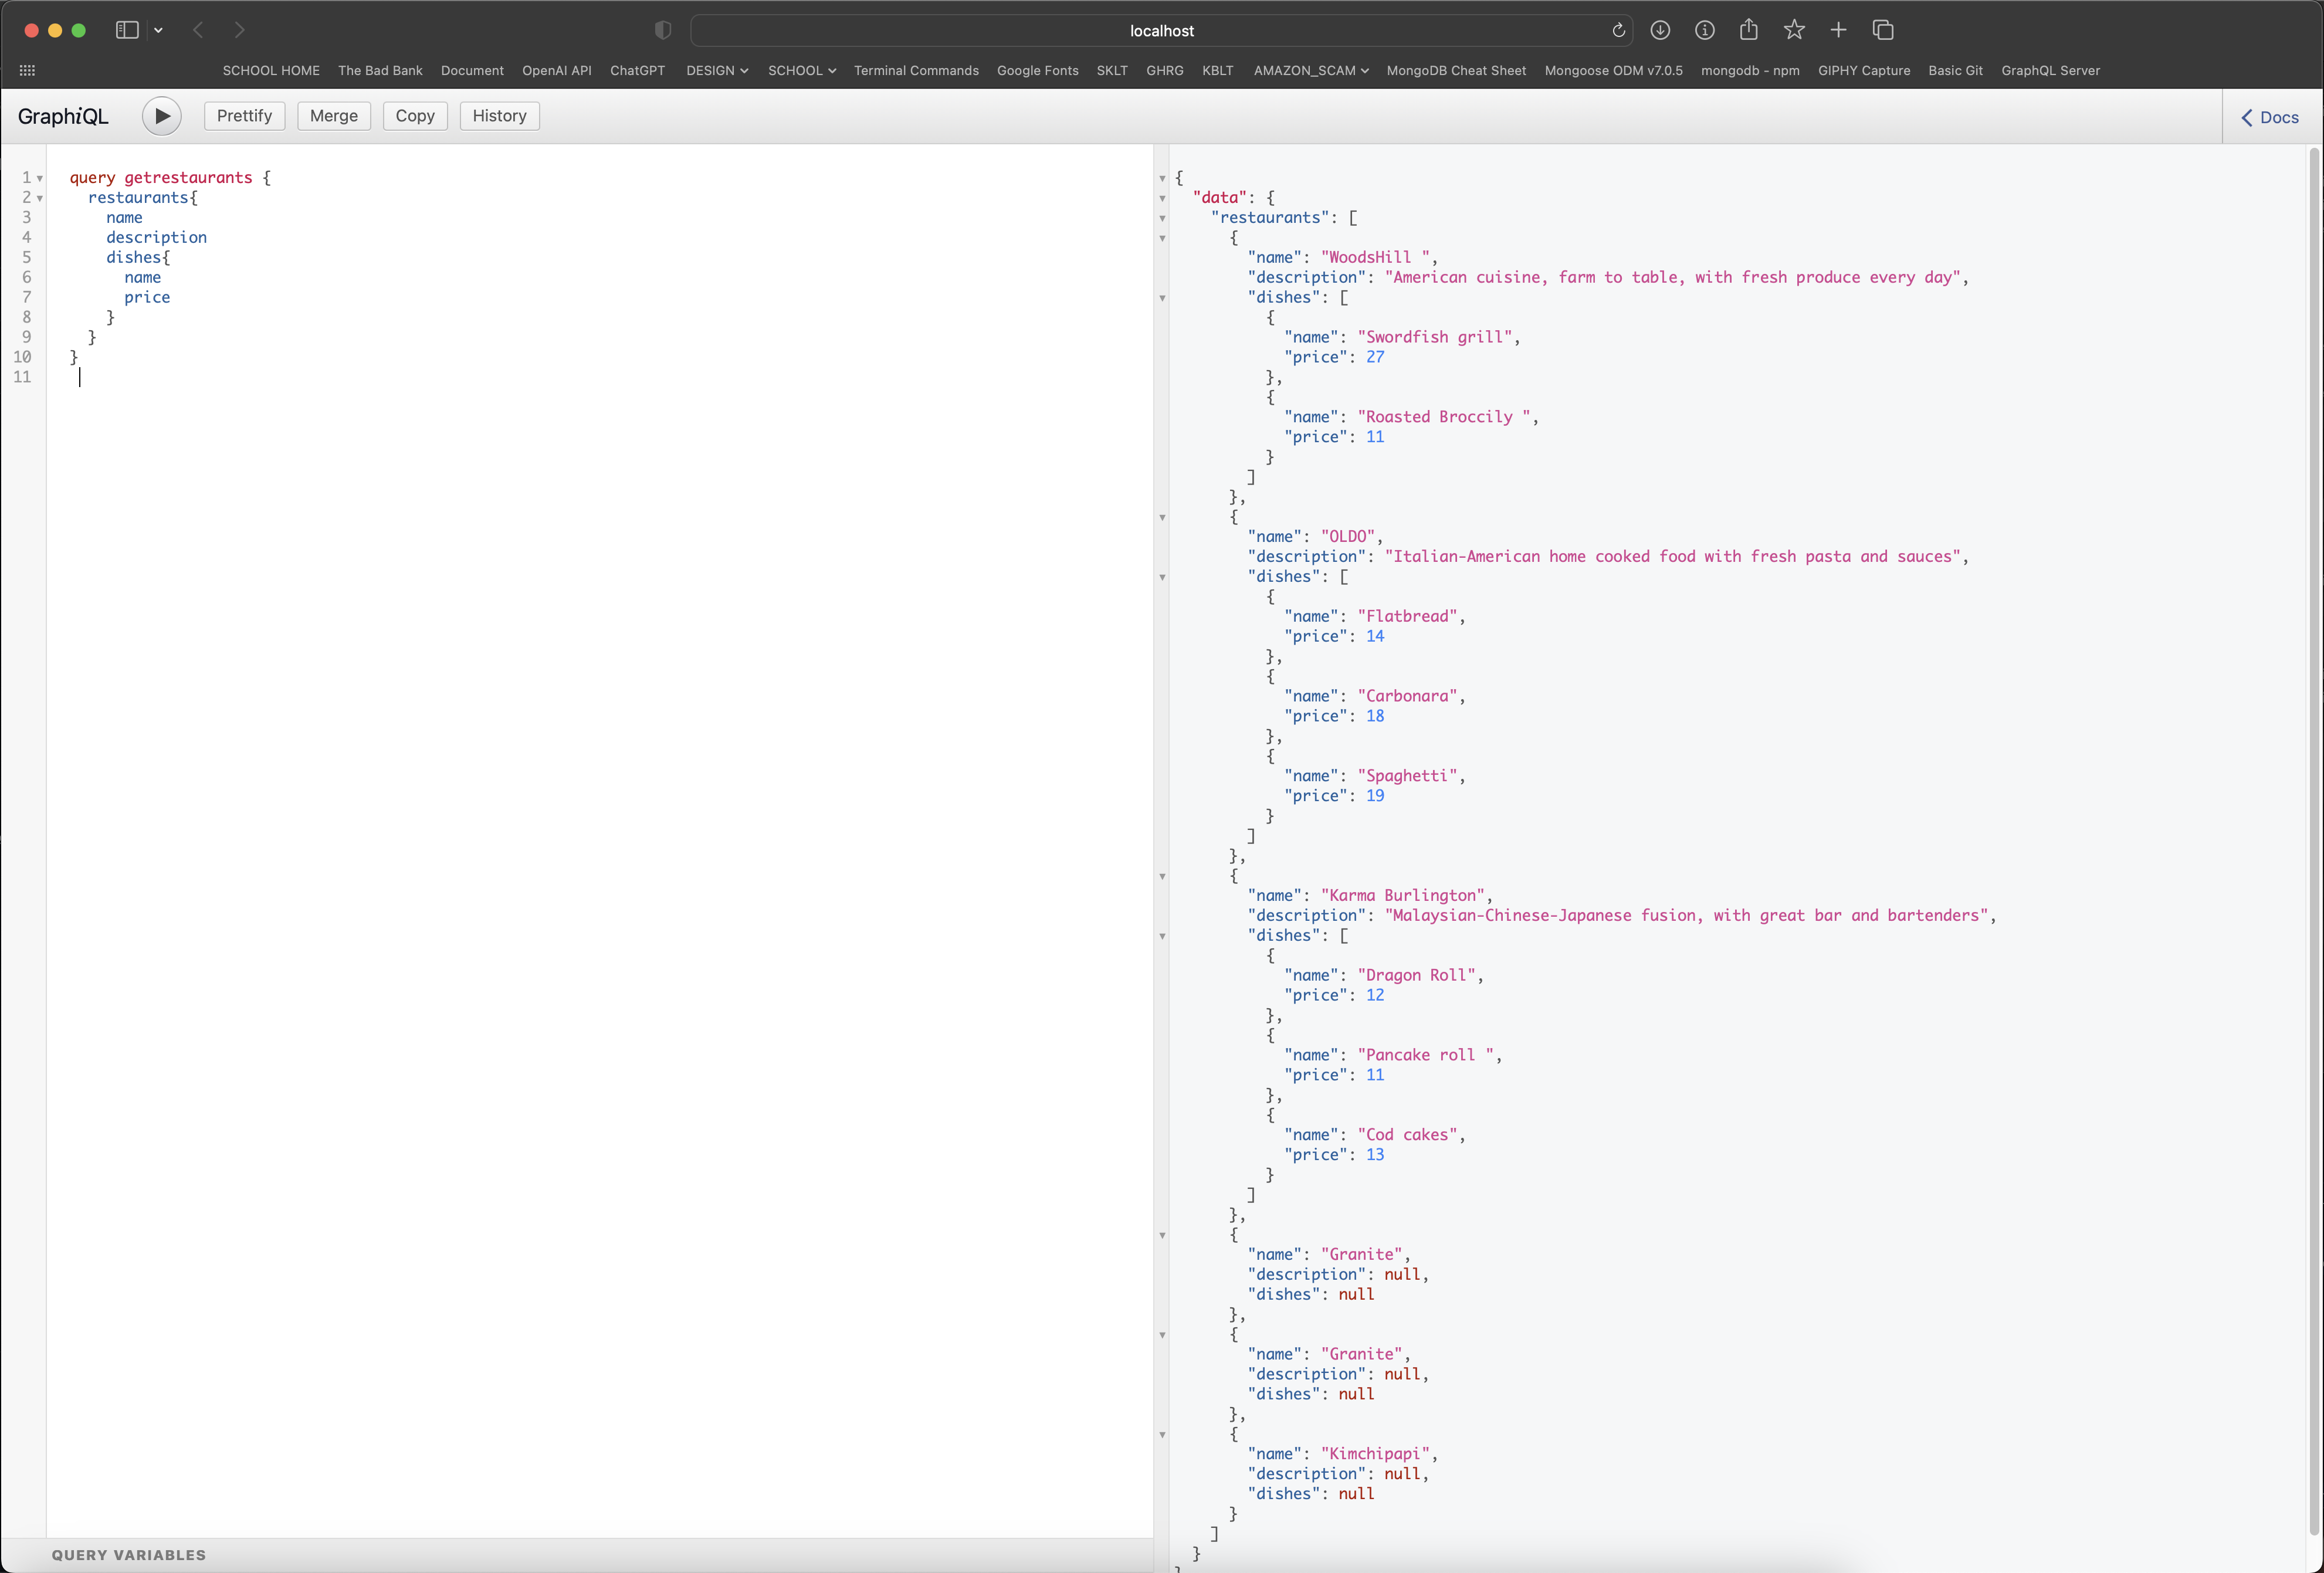 localhost
SCHOOL HOME The Bad Bank Document OpenAI API ChatGPT DESIGN SCHOOL Terminal Commands Google Fonts SKLT GHRG KBLT AMAZON_SCAM MongoDB Cheat Sheet Mongoose ODM v7.0.5 mongodb - npm GIPHY Capture Basic Git GraphQL Server
GraphiQL Prettify Merge Copy History Docs
1 query getrestaurants {
2   restaurants{
3     name
4     description
5     dishes{
6       name
7       price
8     }
9   }
10 }
11
QUERY VARIABLES
{
  "data": {
    "restaurants": [
      {
        "name": "WoodsHill ",
        "description": "American cuisine, farm to table, with fresh produce every day",
        "dishes": [
          {
            "name": "Swordfish grill",
            "price": 27
          },
          {
            "name": "Roasted Broccily ",
            "price": 11
          }
        ]
      },
      {
        "name": "OLDO",
        "description": "Italian-American home cooked food with fresh pasta and sauces",
        "dishes": [
          {
            "name": "Flatbread",
            "price": 14
          },
          {
            "name": "Carbonara",
            "price": 18
          },
          {
            "name": "Spaghetti",
            "price": 19
          }
        ]
      },
      {
        "name": "Karma Burlington",
        "description": "Malaysian-Chinese-Japanese fusion, with great bar and bartenders",
        "dishes": [
          {
            "name": "Dragon Roll",
            "price": 12
          },
          {
            "name": "Pancake roll ",
            "price": 11
          },
          {
            "name": "Cod cakes",
            "price": 13
          }
        ]
      },
      {
        "name": "Granite",
        "description": null,
        "dishes": null
      },
      {
        "name": "Granite",
        "description": null,
        "dishes": null
      },
      {
        "name": "Kimchipapi",
        "description": null,
        "dishes": null
      }
    ]
  }
}